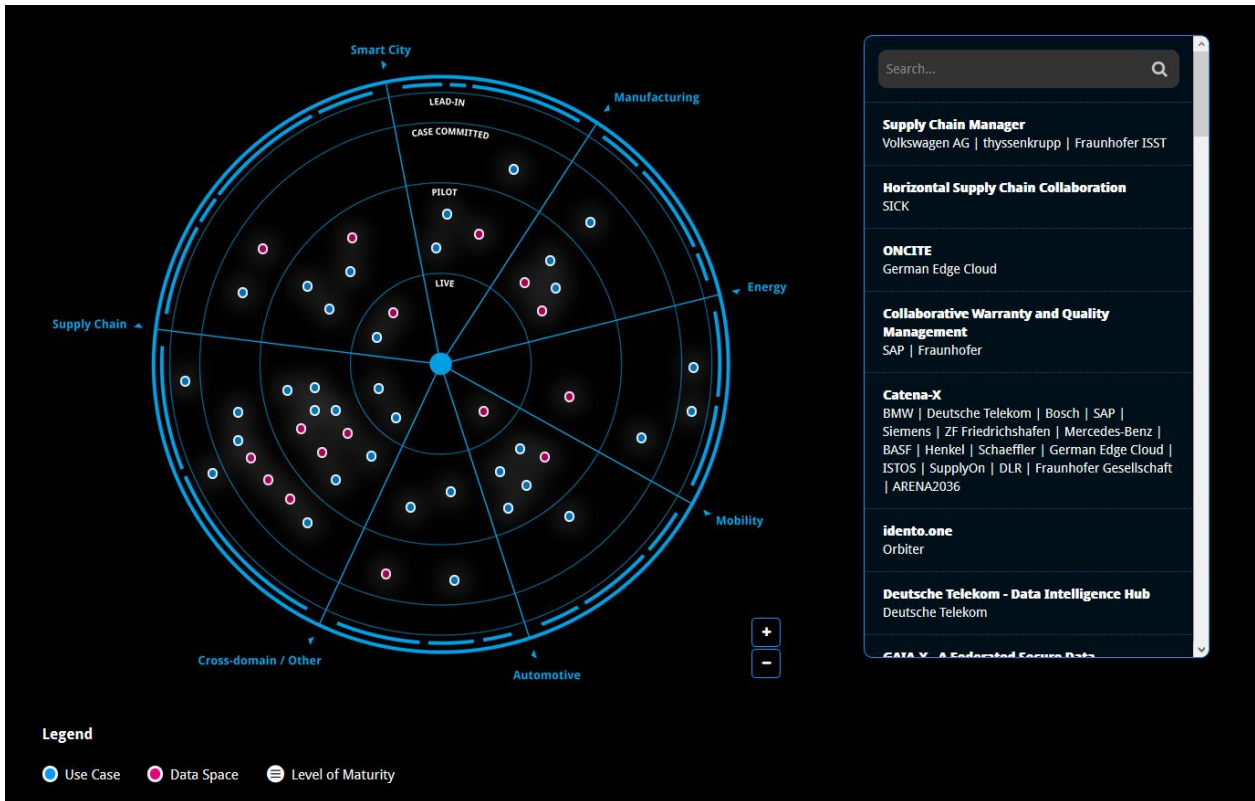 Smart City
Manufacturing
Energy
Mobility
Automotive
Cross-domain / Other
Supply Chain
LEAD-IN
CASE COMMITTED
PILOT
LIVE
+
−
Search...
Supply Chain Manager
Volkswagen AG | thyssenkrupp | Fraunhofer ISST
Horizontal Supply Chain Collaboration
SICK
ONCITE
German Edge Cloud
Collaborative Warranty and Quality
Management
SAP | Fraunhofer
Catena-X
BMW | Deutsche Telekom | Bosch | SAP |
Siemens | ZF Friedrichshafen | Mercedes-Benz |
BASF | Henkel | Schaeffler | German Edge Cloud |
ISTOS | SupplyOn | DLR | Fraunhofer Gesellschaft
| ARENA2036
idento.one
Orbiter
Deutsche Telekom - Data Intelligence Hub
Deutsche Telekom
GAIA-X - A Federated Secure Data
Legend
Use Case
Data Space
Level of Maturity